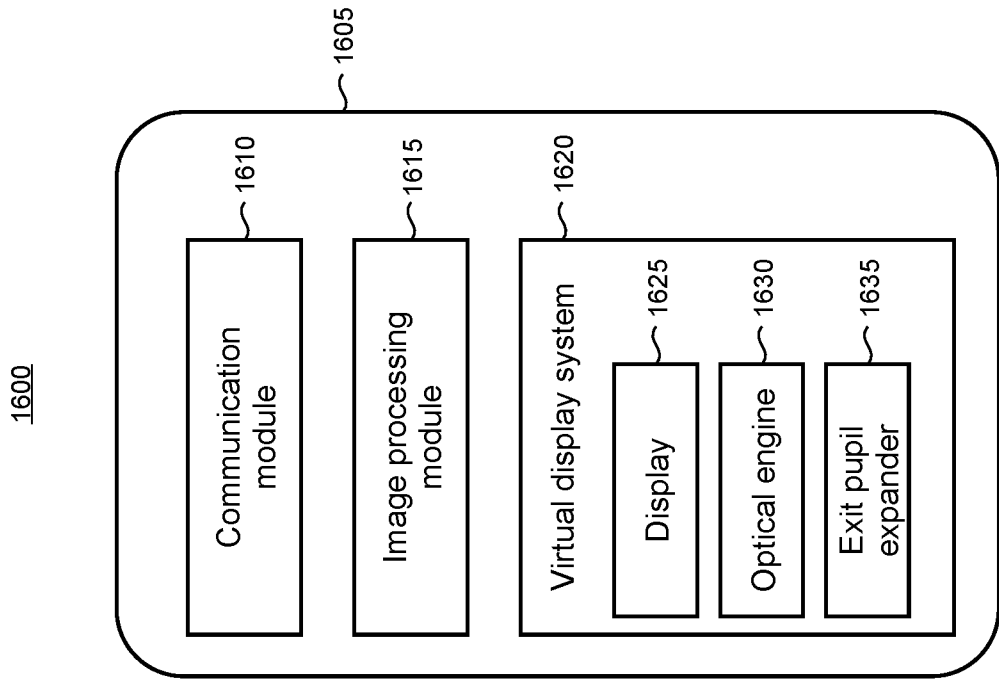 1600
1605
Communication
module
1610
Image processing
module
1615
Virtual display system
1620
Display
1625
Optical engine
1630
Exit pupil
expander
1635